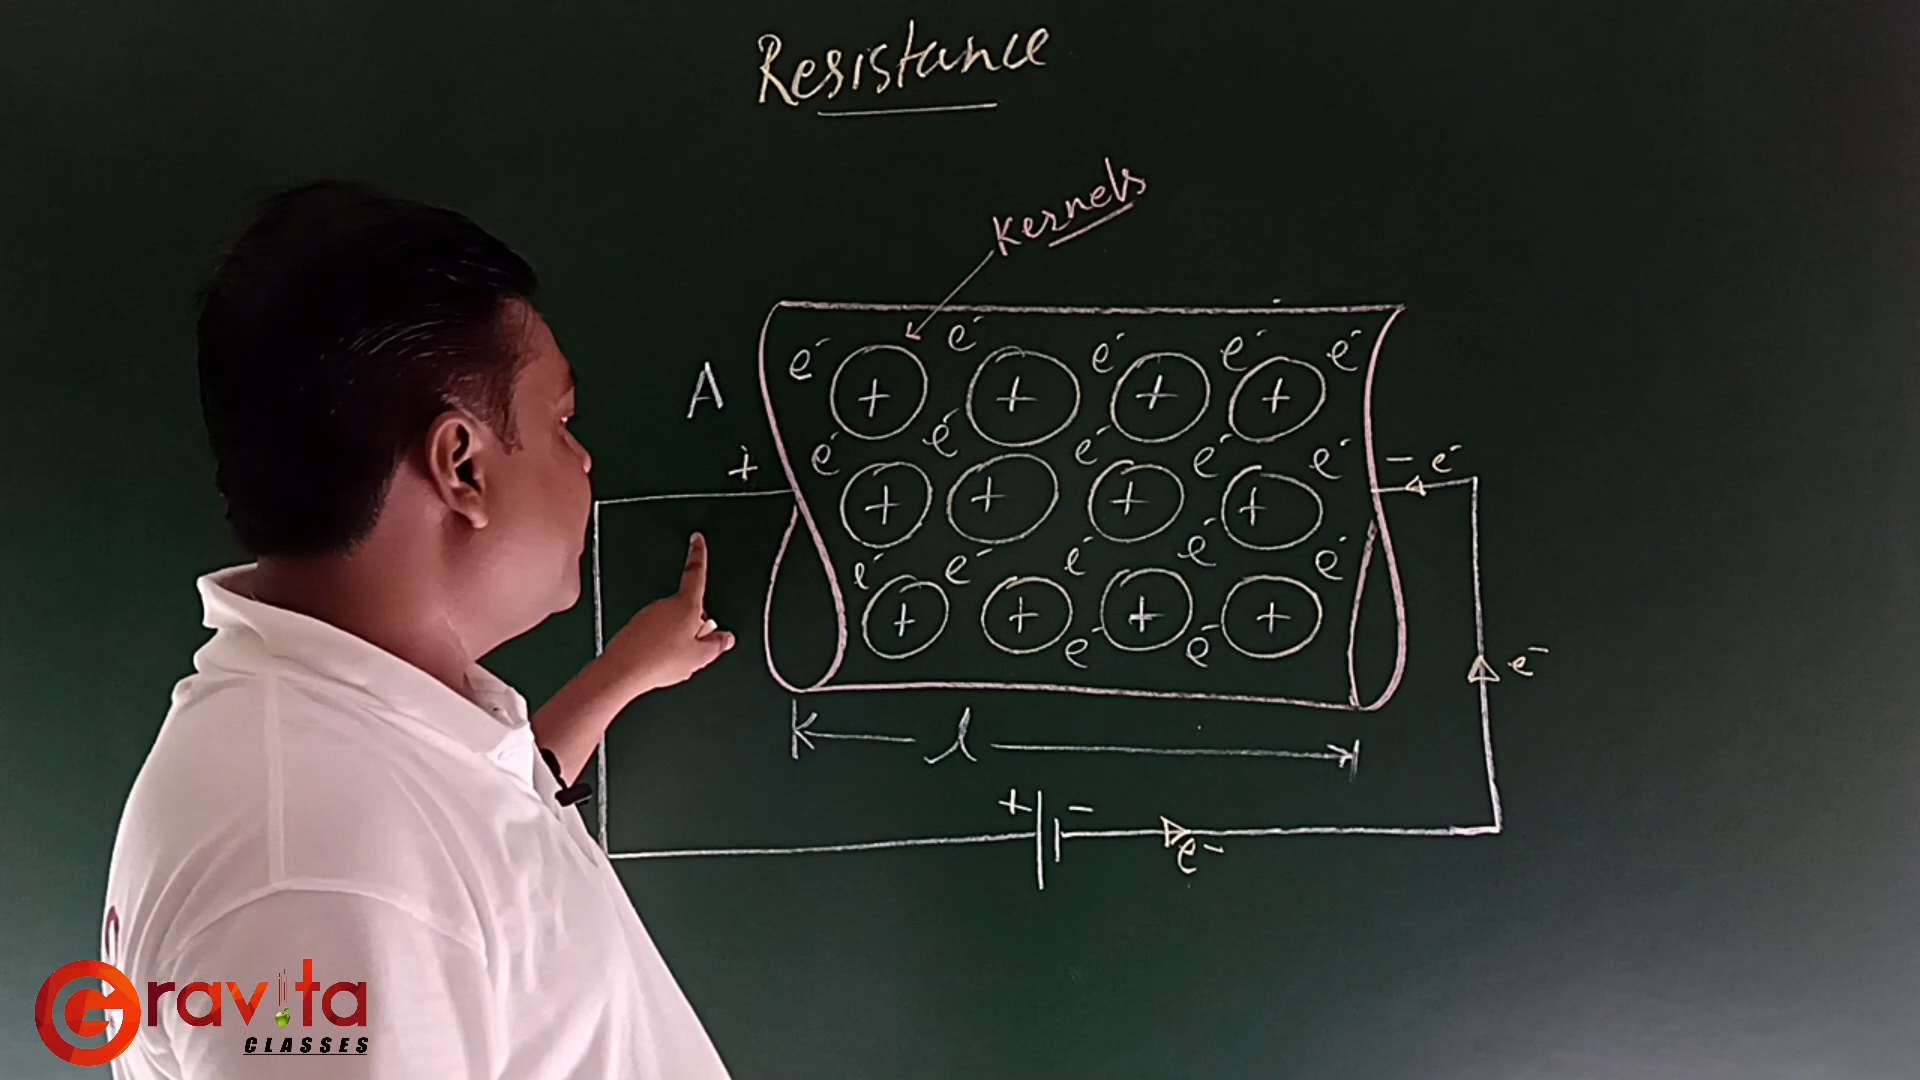 Resistance
Kernels
e⁻ e⁻ e⁻ e⁻ e⁻
A + + + +
+ e⁻ e⁻ e⁻ e⁻ e⁻ - e⁻
+ + + +
e⁻ e⁻ e⁻ e⁻ e⁻
+ + + +
e⁻ e⁻ e⁻
l
+ -
e⁻
Gravita
CLASSES